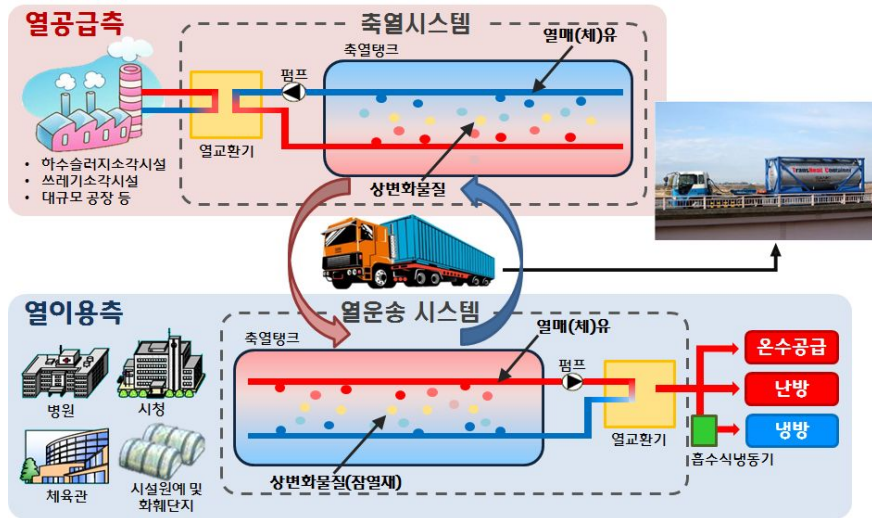 열공급측
축열시스템
열매(체)유
축열탱크
펌프
열교환기
• 하수슬러지소각시설
• 쓰레기소각시설
• 대규모 공장 등
상변화물질
TransHeat Container
열이용측
열운송 시스템
열매(체)유
축열탱크
펌프
온수공급
난방
냉방
병원
시청
열교환기
흡수식냉동기
체육관
시설원예 및
화훼단지
상변화물질(잠열재)